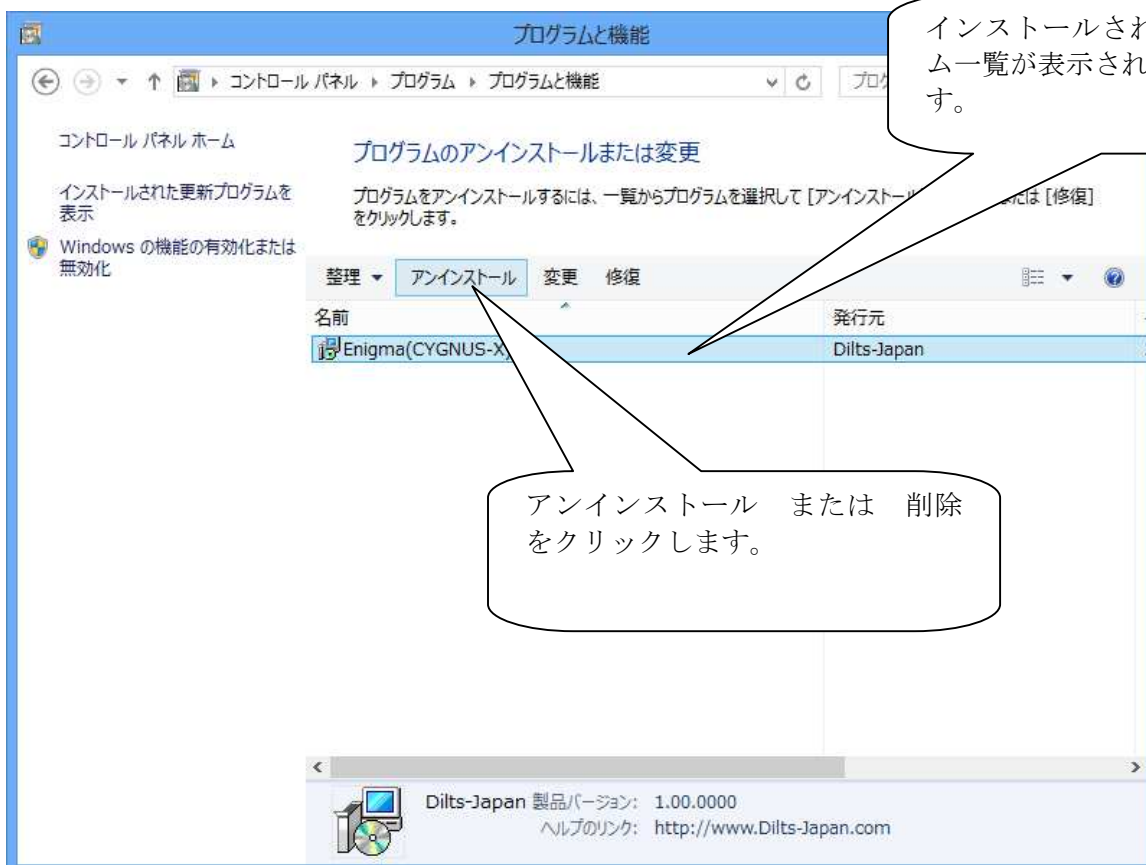 プログラムと機能
インストールされ
ム一覧が表示され
す。
コントロール パネル ▸ プログラム ▸ プログラムと機能
プログ
コントロール パネル ホーム
インストールされた更新プログラムを
表示
Windows の機能の有効化または
無効化
プログラムのアンインストールまたは変更
プログラムをアンインストールするには、一覧からプログラムを選択して [アンインストール
たは [修復]
をクリックします。
整理 アンインストール 変更 修復
名前 発行元
Enigma(CYGNUS-X) Dilts-Japan
アンインストール または 削除
をクリックします。
Dilts-Japan 製品バージョン: 1.00.0000
ヘルプのリンク: http://www.Dilts-Japan.com